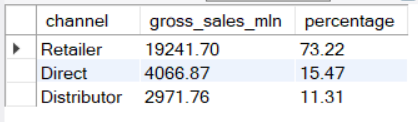 channel gross_sales_mln percentage
Retailer 19241.70 73.22
Direct 4066.87 15.47
Distributor 2971.76 11.31